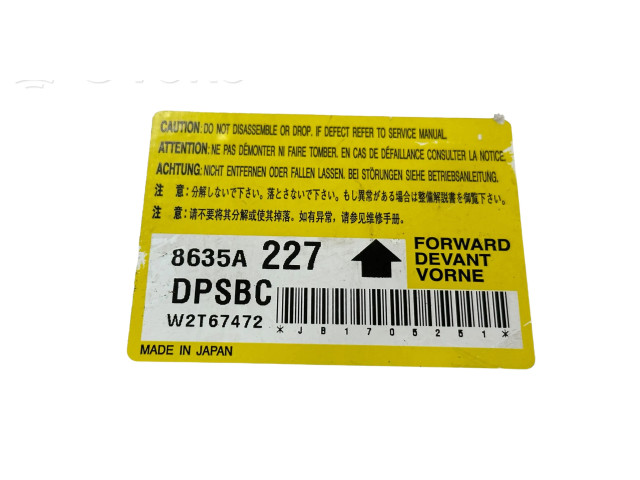 CAUTION: DO NOT DISASSEMBLE OR DROP. IF DEFECT REFER TO SERVICE MANUAL.
ATTENTION: NE PAS DÉMONTER NI FAIRE TOMBER. EN CAS DE DÉFAILLANCE CONSULTER LA NOTICE.
ACHTUNG: NICHT ENTFERNEN ODER FALLEN LASSEN. BEI STÖRUNGEN SIEHE BETRIEBSANLEITUNG.
注 意：分解しないで下さい。落とさないで下さい。もし異常がある場合は整備解説書を御覧下さい。
注 意：请不要将其分解或使其掉落。如有异常，请参见维修手册。
8635A 227
FORWARD
DEVANT
VORNE
DPSBC
W2T67472
*JB1705251*
MADE IN JAPAN